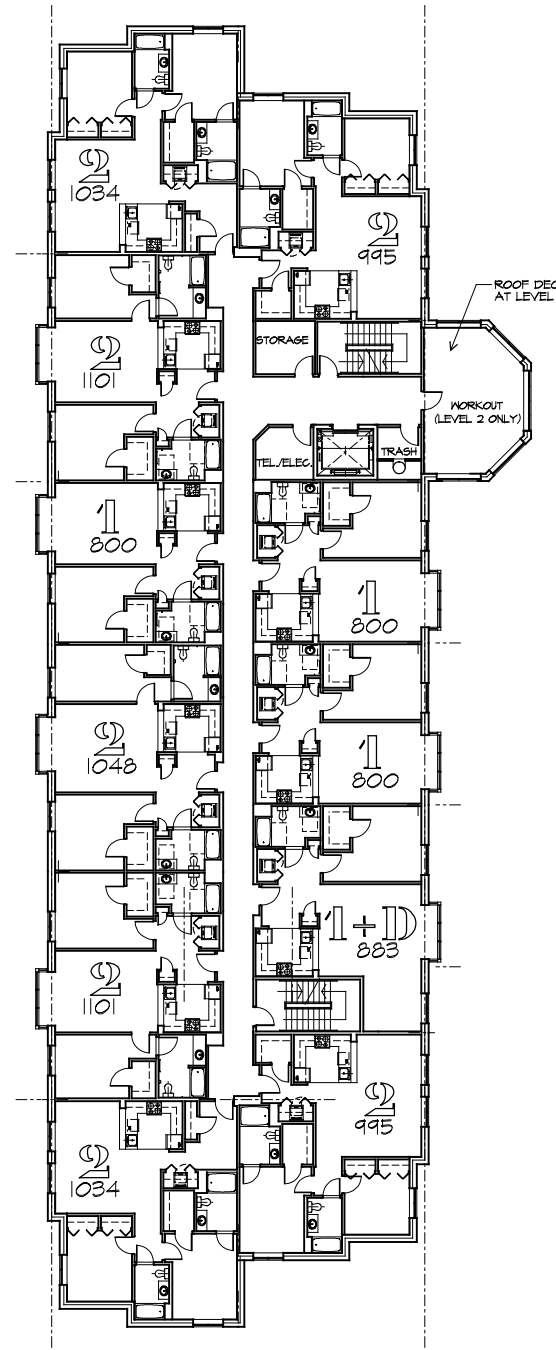 2
1034
2
995
ROOF DEC
AT LEVEL
STORAGE
2
1101
WORKOUT
(LEVEL 2 ONLY)
TEL./ELEC.
TRASH
1
800
1
800
2
1048
1
800
1+D
883
2
1101
2
995
2
1034